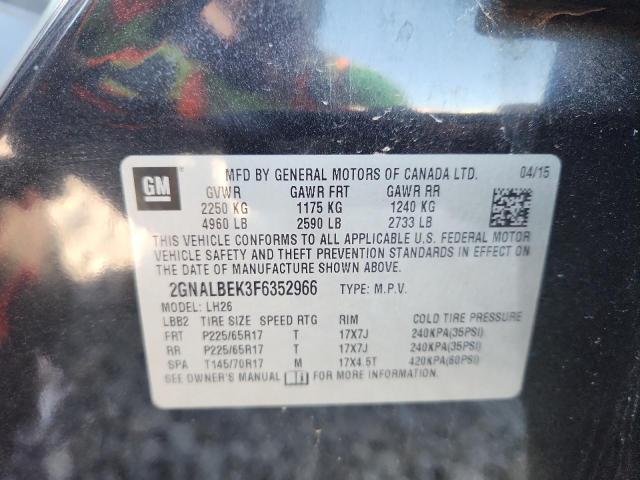 GM
MFD BY GENERAL MOTORS OF CANADA LTD. 04/15
GVWR GAWR FRT GAWR RR
2250 KG 1175 KG 1240 KG
4960 LB 2590 LB 2733 LB
THIS VEHICLE CONFORMS TO ALL APPLICABLE U.S. FEDERAL MOTOR
VEHICLE SAFETY AND THEFT PREVENTION STANDARDS IN EFFECT ON
THE DATE OF MANUFACTURE SHOWN ABOVE.
2GNALBEK3F6352966 TYPE: M.P.V.
MODEL: LH26
LBB2 TIRE SIZE SPEED RTG RIM COLD TIRE PRESSURE
FRT P225/65R17 T 17X7J 240KPA(35PSI)
RR P225/65R17 T 17X7J 240KPA(35PSI)
SPA T145/70R17 M 17X4.5T 420KPA(60PSI)
SEE OWNER'S MANUAL FOR MORE INFORMATION.